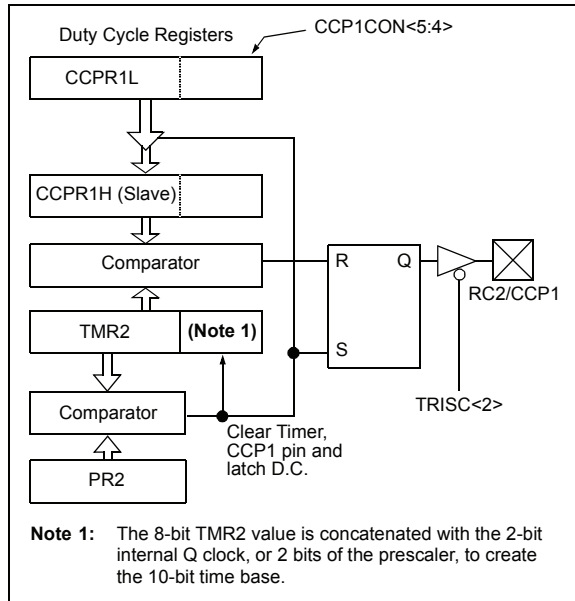 Duty Cycle Registers
CCP1CON<5:4>
CCPR1L
CCPR1H (Slave)
Comparator
R
Q
RC2/CCP1
TMR2
(Note 1)
S
TRISC<2>
Comparator
Clear Timer,
CCP1 pin and
latch D.C.
PR2
Note 1: The 8-bit TMR2 value is concatenated with the 2-bit
internal Q clock, or 2 bits of the prescaler, to create
the 10-bit time base.